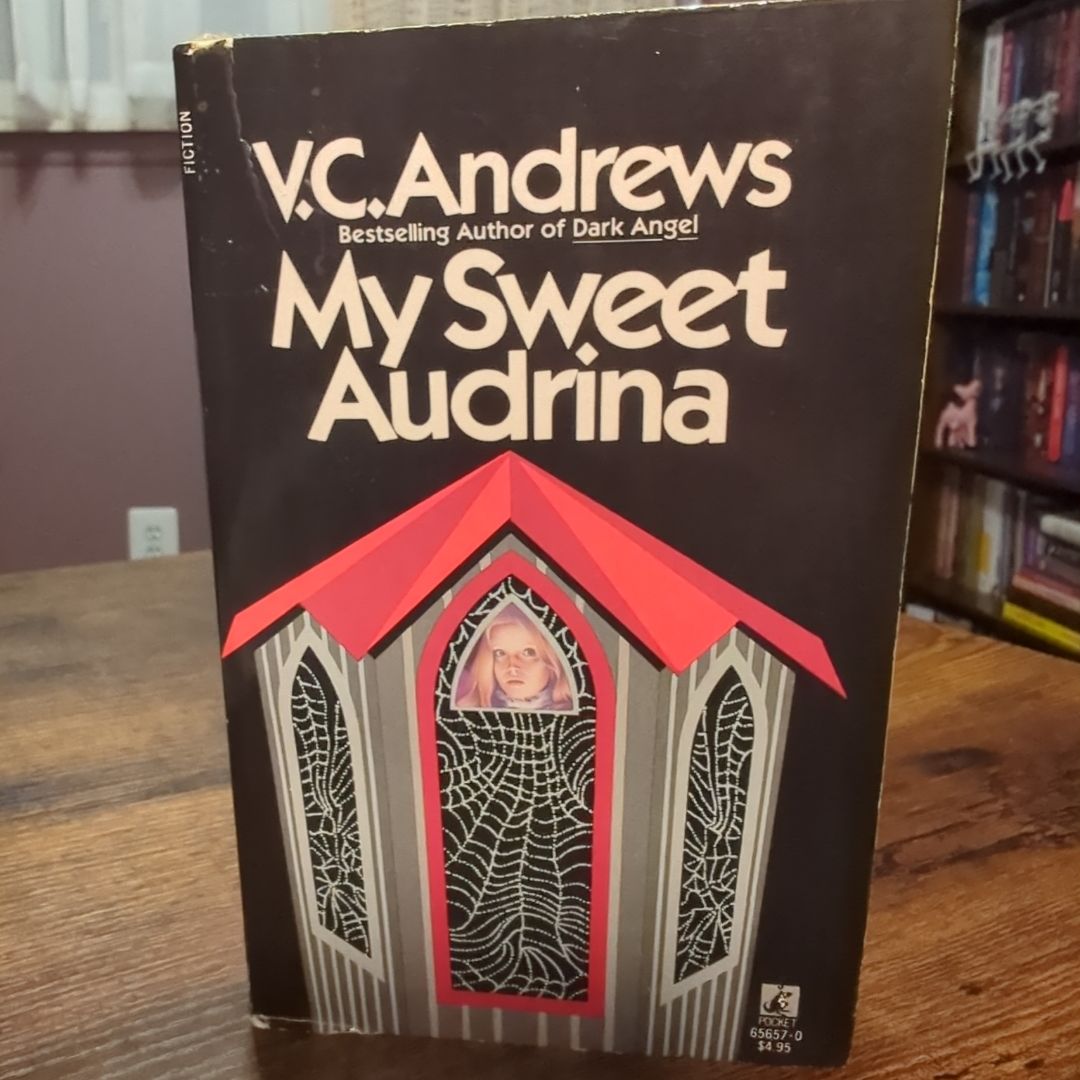 FICTION
V.C. Andrews
Bestselling Author of Dark Angel
My Sweet
Audrina
POCKET
65657-0
$4.95